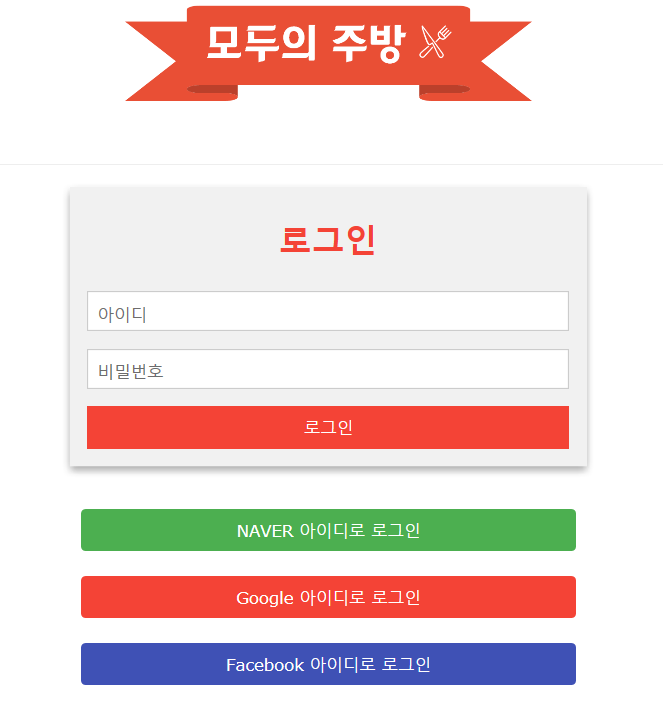 모두의 주방
로그인
아이디
비밀번호
로그인
NAVER 아이디로 로그인
Google 아이디로 로그인
Facebook 아이디로 로그인